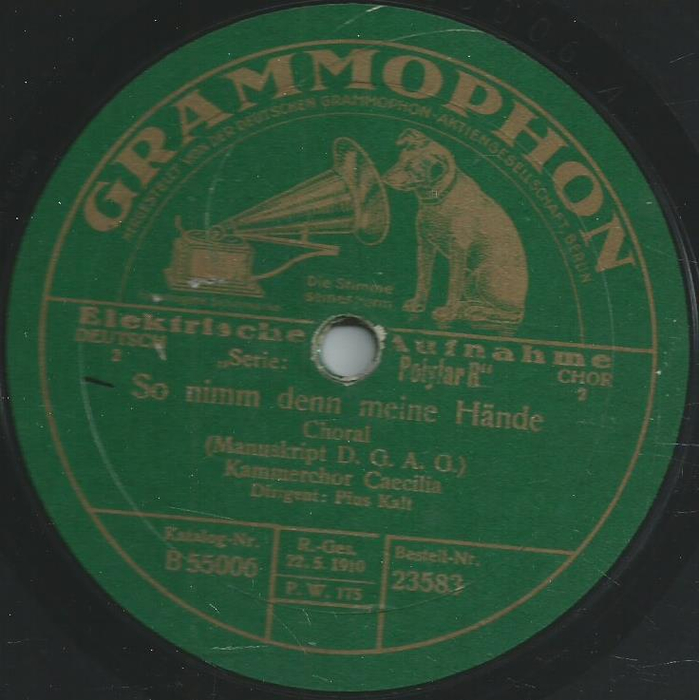 GRAMMOPHON
HERGESTELLT VON DER DEUTSCHEN GRAMMOPHON-AKTIENGESELLSCHAFT, BERLIN
Die Stimme
seines Herrn
Elektrische Aufnahme
DEUTSCH
2
„Serie: Polyfar R“
CHOR
2
So nimm denn meine Hände
Choral
(Manuskript D. G. A. G.)
Kammerchor Caecilia
Dirigent: Pius Kalt
Katalog-Nr.
B 55006
R.-Ges.
22. 5. 1910
P. W. 175
Bestell-Nr.
23583